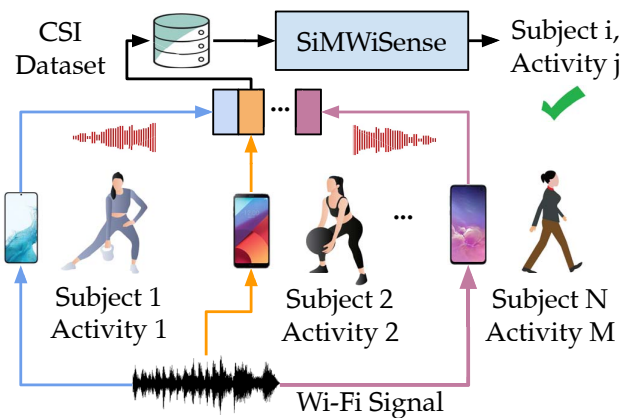 CSI
Dataset
SiMWiSense
Subject i,
Activity j
...
...
Subject 1
Activity 1
Subject 2
Activity 2
Subject N
Activity M
Wi-Fi Signal